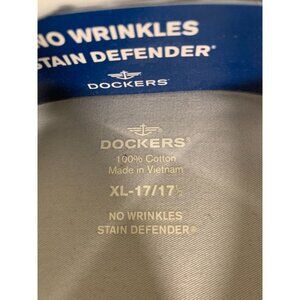 NO WRINKLES
STAIN DEFENDER®
DOCKERS®
DOCKERS®
100% Cotton
Made in Vietnam
XL-17/17½
NO WRINKLES
STAIN DEFENDER®